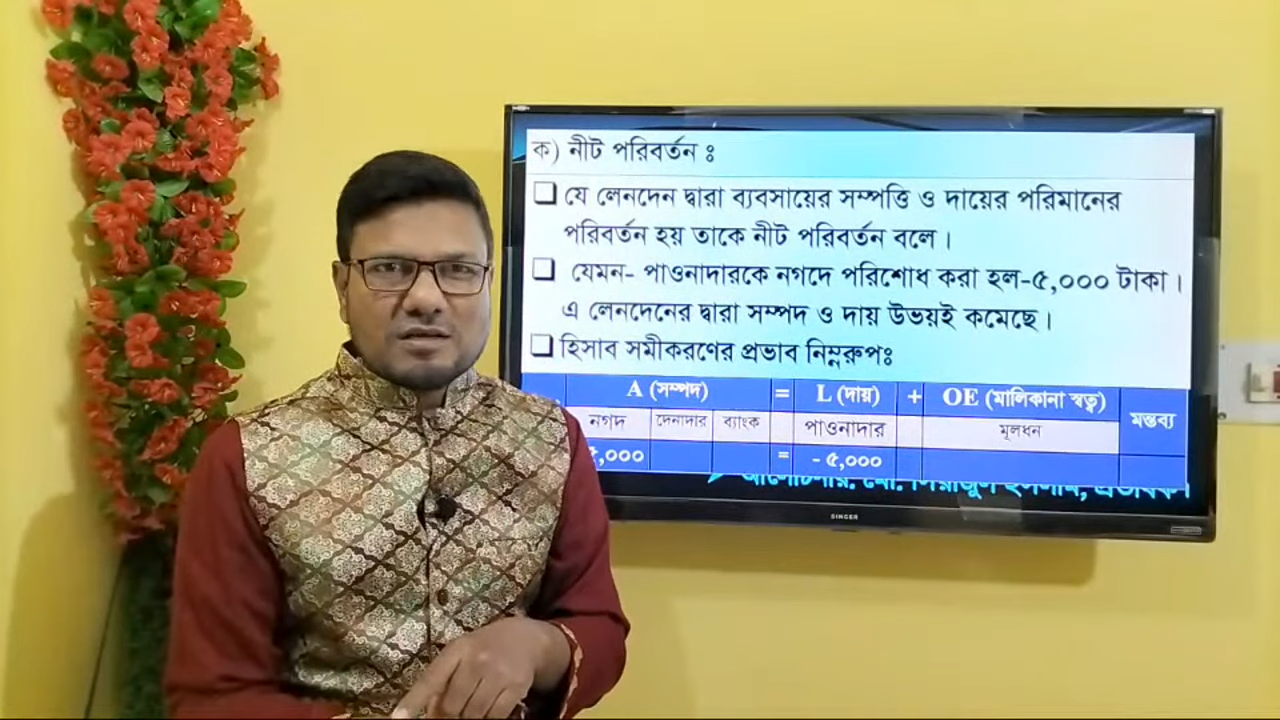 ক) নীট পরিবর্তন ঃ
❑ যে লেনদেন দ্বারা ব্যবসায়ের সম্পত্তি ও দায়ের পরিমানের
পরিবর্তন হয় তাকে নীট পরিবর্তন বলে ।
❑ যেমন- পাওনাদারকে নগদে পরিশোধ করা হল-৫,০০০ টাকা ।
এ লেনদেনের দ্বারা সম্পদ ও দায় উভয়ই কমেছে ।
❑ হিসাব সমীকরণের প্রভাব নিম্নরুপঃ
A (সম্পদ) = L (দায়) + OE (মালিকানা স্বত্ব) মন্তব্য
নগদ দেনাদার ব্যাংক পাওনাদার মূলধন
৫,০০০ = - ৫,০০০
SINGER